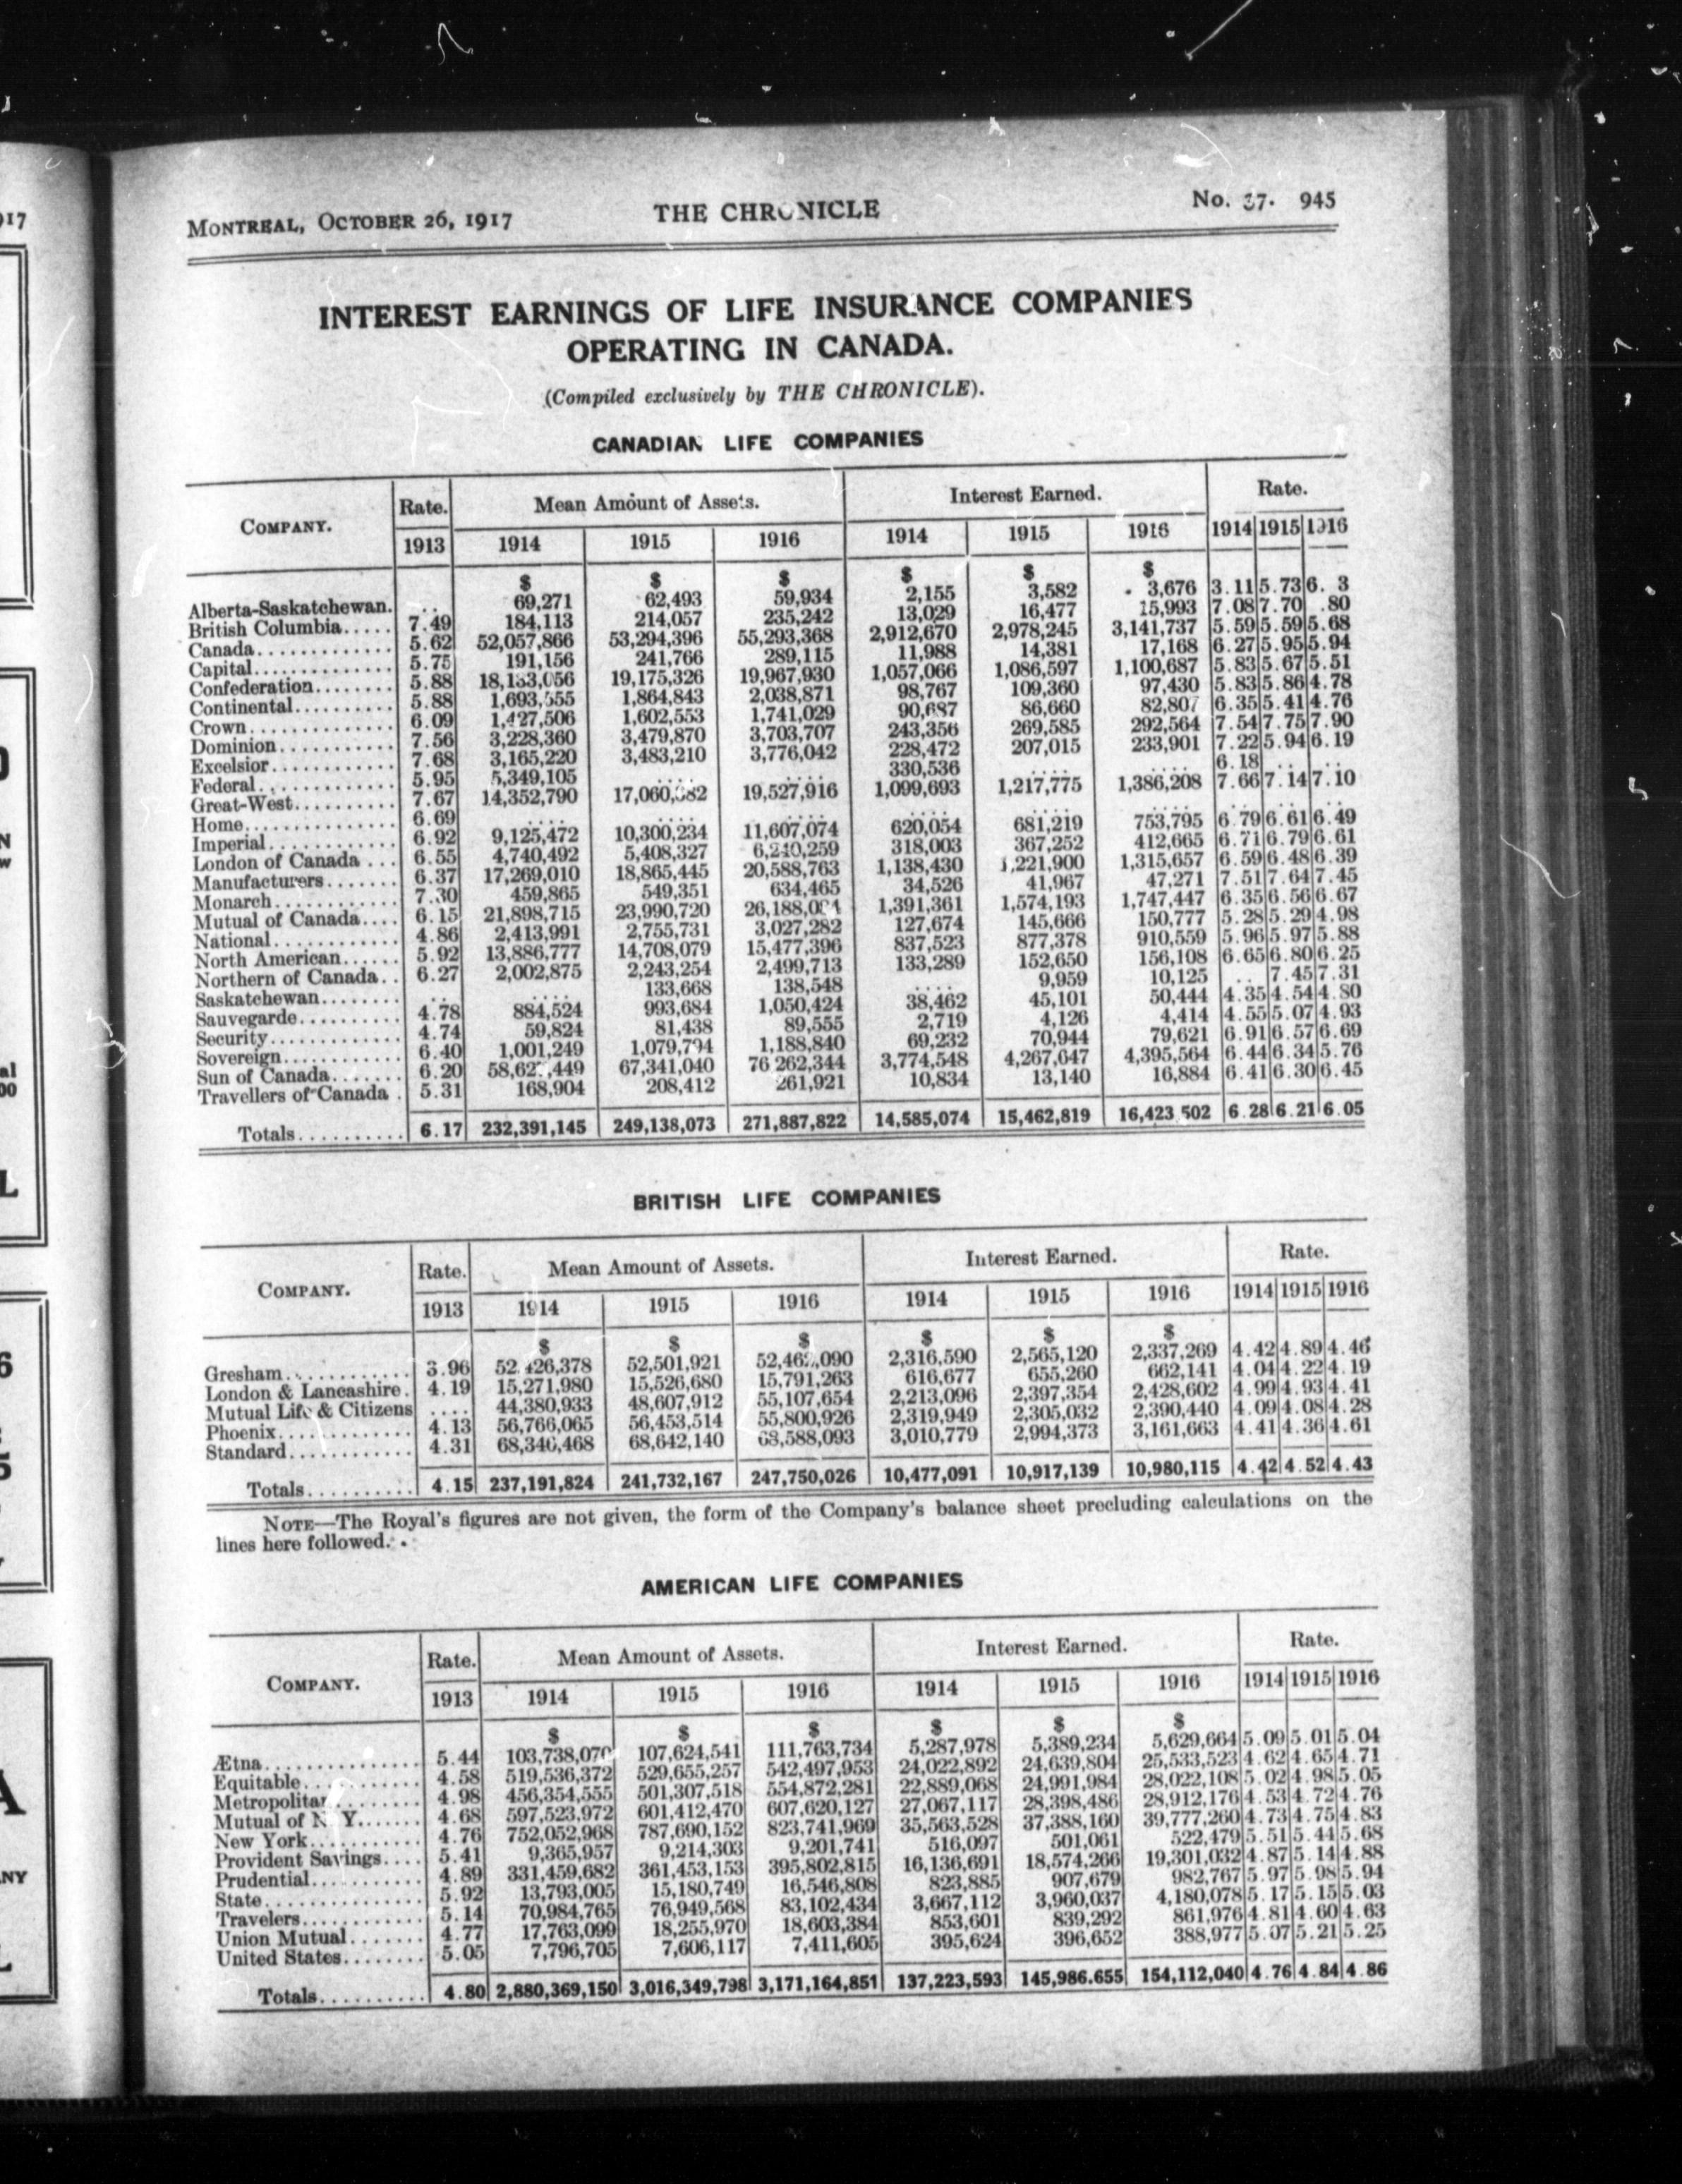 MONTREAL, OCTOBER 26, 1917 THE CHRONICLE No. 37. 945
INTEREST EARNINGS OF LIFE INSURANCE COMPANIES
OPERATING IN CANADA.
(Compiled exclusively by THE CHRONICLE).
CANADIAN LIFE COMPANIES
COMPANY. Rate. Mean Amount of Assets. Interest Earned. Rate.
1913 1914 1915 1916 1914 1915 1916 1914 1915 1916
$ $ $ $ $ $
Alberta-Saskatchewan. .. 69,271 62,493 59,934 2,155 3,582 3,676 3.11 5.73
British Columbia..... 7.49 184,113 214,057 235,242 13,029 16,477 15,993 7.08 7.70 .80
Canada............. 5.62 52,057,866 53,294,396 55,293,368 2,912,670 2,978,245 3,141,737 5.59 5.59 5.68
Capital............. 5.75 191,156 241,766 289,115 11,988 14,381 17,168 6.27 5.95 5.94
Confederation........ 5.88 18,133,056 19,175,326 19,967,930 1,057,066 1,086,597 1,100,687 5.83 5.67 5.51
Continental.......... 5.88 1,693,555 1,864,843 2,038,871 98,767 109,360 97,430 5.83 5.86 4.78
Crown.............. 6.09 1,427,506 1,602,553 1,741,029 90,687 86,660 82,807 6.35 5.41 4.76
Dominion........... 7.56 3,228,360 3,479,870 3,703,707 243,356 269,585 292,564 7.54 7.75 7.90
Excelsior............ 7.68 3,165,220 3,483,210 3,776,042 228,472 207,015 233,901 7.22 5.94 6.19
Federal............. 5.95 5,349,105 .... .... 330,536 .... .... 6.18 .. ..
Great-West.......... 7.67 14,352,790 19,527,916 1,099,693 1,217,775 1,386,208 7.66 7.14 7.10
Home.............. 6.69 .... .... .... .... .... .... .. .. ..
Imperial............ 6.92 9,125,472 10,300,234 11,607,074 620,054 681,219 753,795 6.79 6.61 6.49
London of Canada ... 6.55 4,740,492 5,408,327 6,240,259 318,003 367,252 412,665 6.71 6.79 6.61
Manufacturers....... 6.37 17,269,010 18,865,445 20,588,763 1,138,430 1,221,900 1,315,657 6.59 6.48 6.39
Monarch............ 7.30 459,865 549,351 634,465 34,526 41,967 47,271 7.51 7.64 7.45
Mutual of Canada.... 6.15 21,898,715 23,990,720 1,391,361 1,574,193 1,747,447 6.35 6.56 6.67
National............ 4.86 2,413,991 2,755,731 3,027,282 127,674 145,666 150,777 5.28 5.29 4.98
North American...... 5.92 13,886,777 14,708,079 15,477,396 837,523 877,378 910,559 5.96 5.97 5.88
Northern of Canada.. 6.27 2,002,875 2,243,254 2,499,713 133,289 152,650 156,108 6.65 6.80 6.25
Saskatchewan........ .. .... 133,668 138,548 .... 9,959 10,125 .. 7.45 7.31
Sauvegarde.......... 4.78 884,524 993,684 1,050,424 38,462 45,101 50,444 4.35 4.54 4.80
Security............. 4.74 59,824 81,438 89,555 2,719 4,126 4,414 4.55 5.07 4.93
Sovereign............ 6.40 1,001,249 1,079,794 1,188,840 69,232 70,944 79,621 6.91 6.57 6.69
Sun of Canada....... 6.20 67,341,040 76 262,344 3,774,548 4,267,047 4,395,564 6.44 6.34 5.76
Travellers of Canada . 5.31 168,904 208,412 261,921 10,834 13,140 16,884 6.41 6.30 6.45
Totals.......... 6.17 232,391,145 249,138,073 271,887,822 14,585,074 15,462,819 16,423 502 6.28 6.21 6.05
BRITISH LIFE COMPANIES
COMPANY. Rate. Mean Amount of Assets. Interest Earned. Rate.
1913 1914 1915 1916 1914 1915 1916 1914 1915 1916
$ $ $ $ $ $
Gresham............ 3.96 52,426,378 52,501,921 2,316,590 2,565,120 2,337,269 4.42 4.89 4.46
London & Lancashire. 4.19 15,271,980 15,526,680 15,791,263 616,677 655,260 662,141 4.04 4.22 4.19
Mutual Life & Citizens .... 44,380,933 48,607,912 55,107,654 2,213,096 2,397,354 2,428,602 4.99 4.93 4.41
Phoenix............. 4.13 56,766,065 56,453,514 55,800,926 2,319,949 2,305,032 2,390,440 4.09 4.08 4.28
Standard............ 4.31 68,346,468 68,642,140 68,588,093 3,010,779 2,994,373 3,161,663 4.41 4.36 4.61
Totals.......... 4.15 237,191,824 241,732,167 247,750,026 10,477,091 10,917,139 10,980,115 4.42 4.52 4.43
NOTE—The Royal's figures are not given, the form of the Company's balance sheet precluding calculations on the
lines here followed.
AMERICAN LIFE COMPANIES
COMPANY. Rate. Mean Amount of Assets. Interest Earned. Rate.
1913 1914 1915 1916 1914 1915 1916 1914 1915 1916
$ $ $ $ $ $
Ætna............... 5.44 103,738,070 107,624,541 111,763,734 5,287,978 5,389,234 5,629,664 5.09 5.01 5.04
Equitable........... 4.58 519,536,372 529,655,257 542,497,953 24,022,892 24,639,804 25,533,523 4.62 4.65 4.71
Metropolitan........ 4.98 456,354,555 501,307,518 554,872,281 22,889,068 24,991,984 28,022,108 5.02 4.98 5.05
Mutual of N Y....... 4.68 597,523,972 601,412,470 607,620,127 27,067,117 28,398,486 28,912,176 4.53 4.72 4.76
New York........... 4.76 752,052,968 787,690,152 823,741,969 35,563,528 37,388,160 39,777,260 4.73 4.75 4.83
Provident Savings.... 5.41 9,365,957 9,214,303 9,201,741 516,097 501,061 522,479 5.51 5.44 5.68
Prudential........... 4.89 331,459,682 361,453,153 395,802,815 16,136,691 18,574,266 19,301,032 4.87 5.14 4.88
State............... 5.92 13,793,005 15,180,749 16,546,808 823,885 907,679 982,767 5.97 5.98 5.94
Travelers............ 5.14 70,984,765 76,949,568 83,102,434 3,667,112 3,960,037 4,180,078 5.17 5.15 5.03
Union Mutual....... 4.77 17,763,099 18,255,970 18,603,384 853,601 839,292 861,976 4.81 4.60 4.63
United States........ 5.05 7,796,705 7,606,117 7,411,605 395,624 396,652 388,977 5.07 5.21 5.25
Totals.......... 4.80 2,880,369,150 3,016,349,798 3,171,164,851 137,223,593 145,986.655 154,112,040 4.76 4.84 4.86